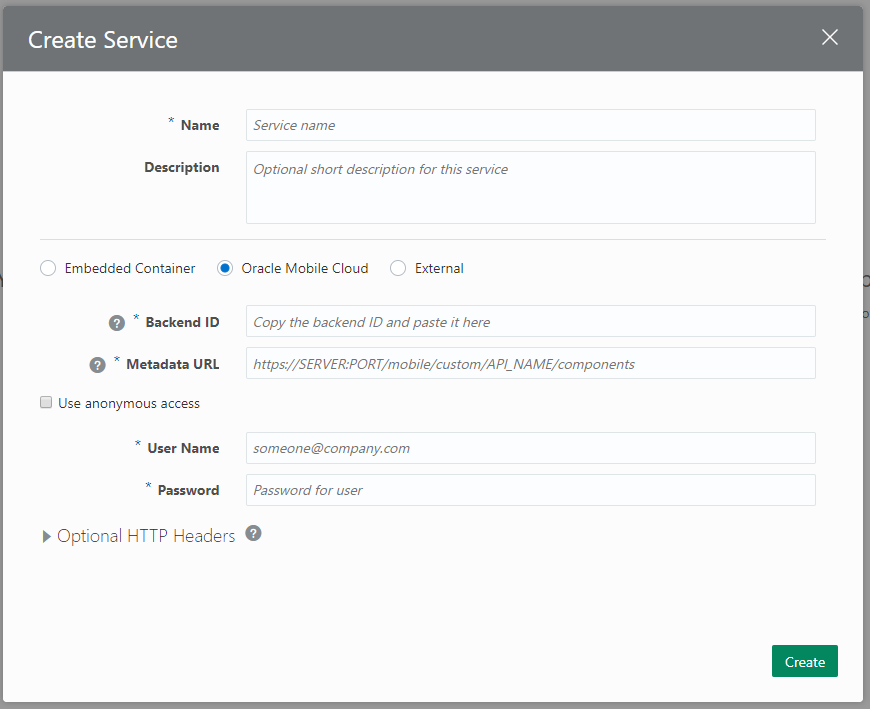 Create Service
* Name
Service name
Description
Optional short description for this service
Embedded Container
Oracle Mobile Cloud
External
? * Backend ID
Copy the backend ID and paste it here
? * Metadata URL
https://SERVER:PORT/mobile/custom/API_NAME/components
Use anonymous access
* User Name
someone@company.com
* Password
Password for user
Optional HTTP Headers ?
Create